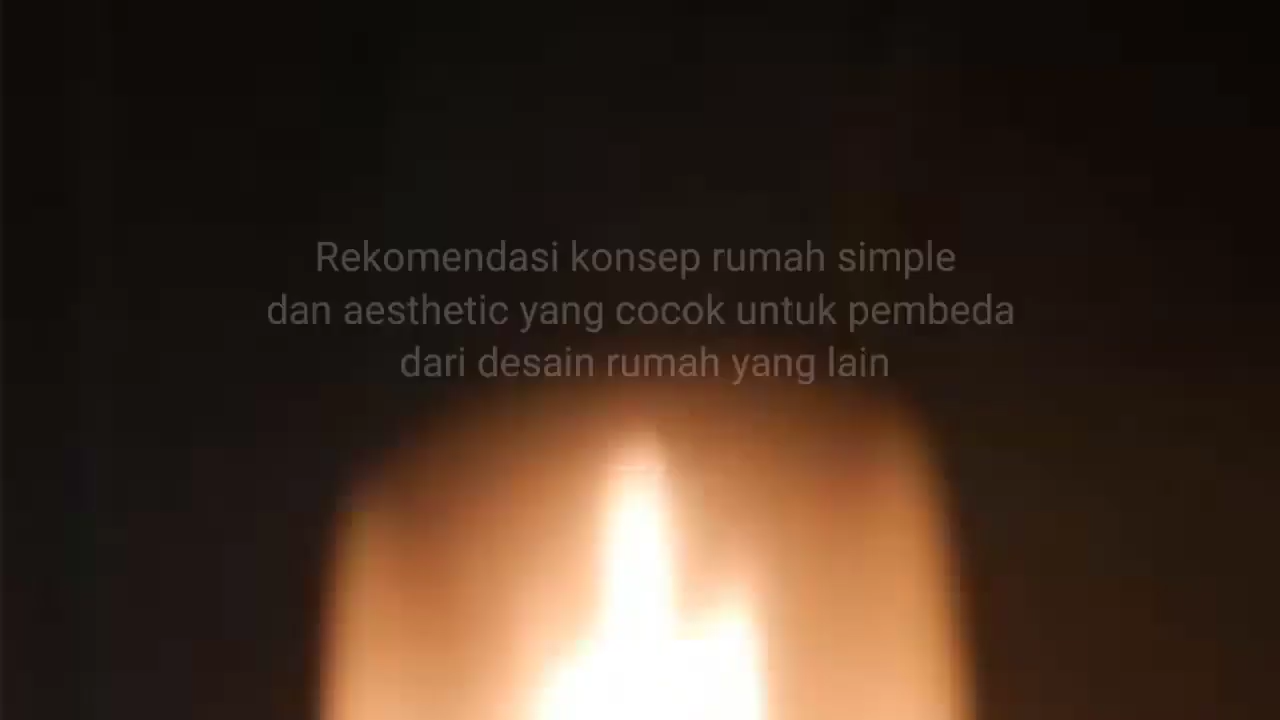 Rekomendasi konsep rumah simple
dan aesthetic yang cocok untuk pembeda
dari desain rumah yang lain